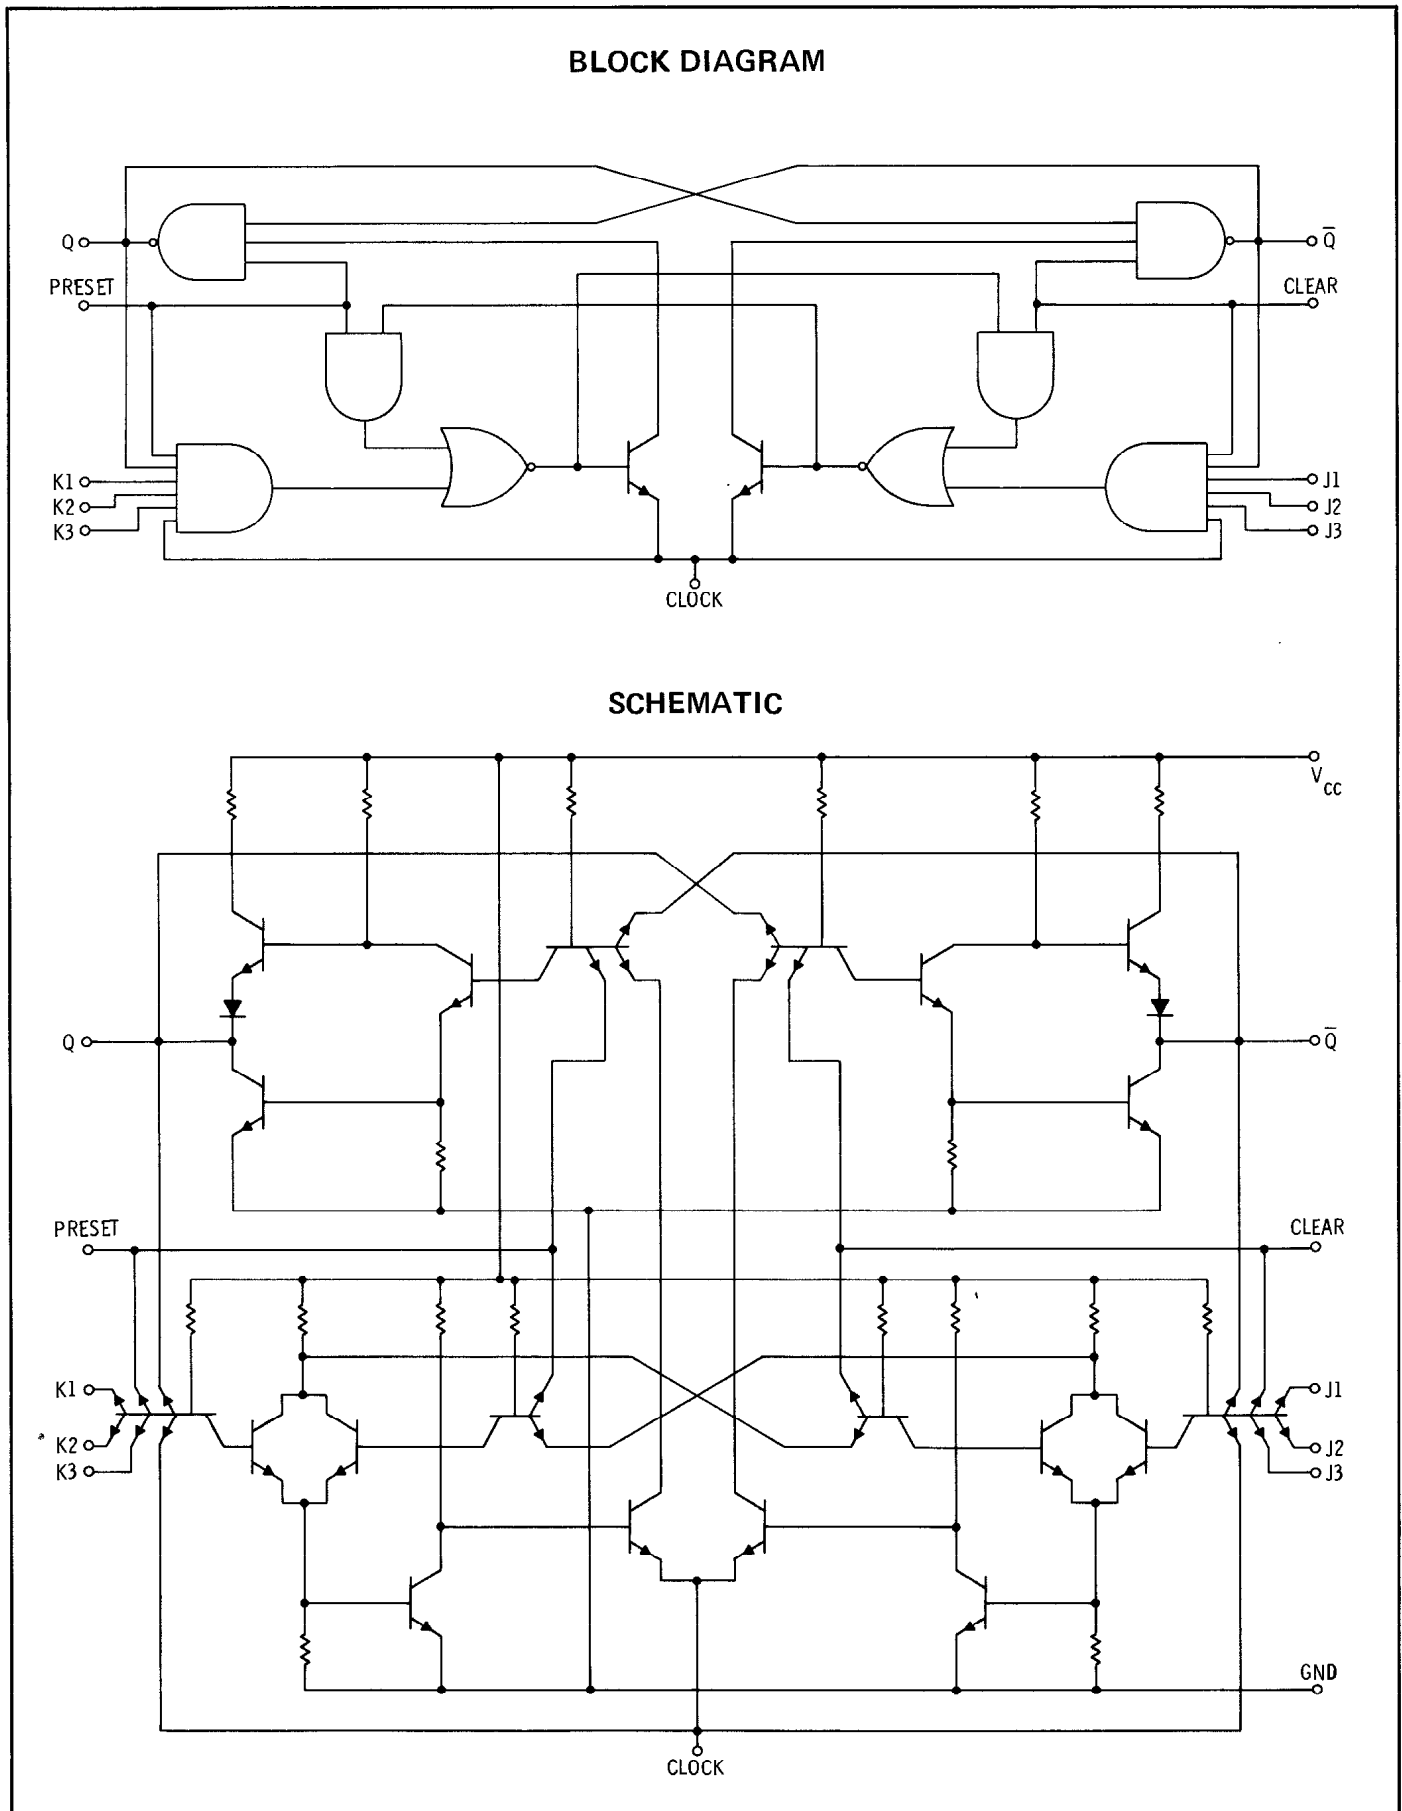 BLOCK DIAGRAM
Q
Q̅
PRESET
CLEAR
K1
K2
K3
J1
J2
J3
CLOCK
SCHEMATIC
VCC
Q
Q̅
PRESET
CLEAR
K1
K2
K3
J1
J2
J3
GND
CLOCK